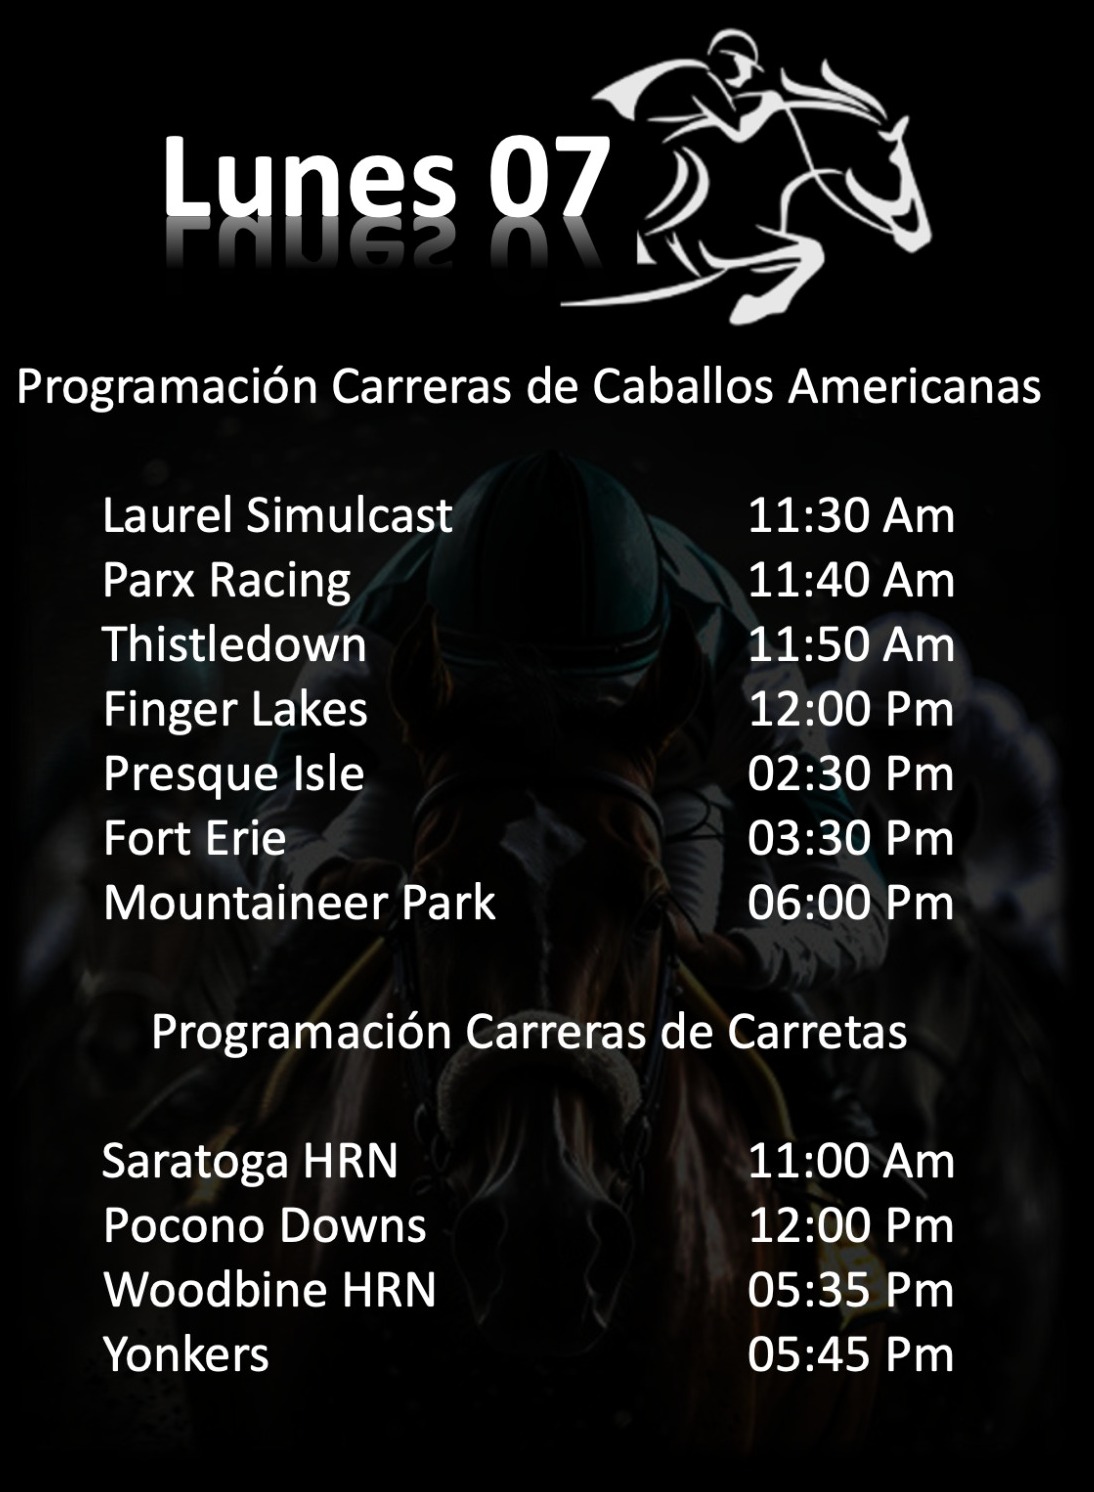 Lunes 07
Programación Carreras de Caballos Americanas
Laurel Simulcast 11:30 Am
Parx Racing 11:40 Am
Thistledown 11:50 Am
Finger Lakes 12:00 Pm
Presque Isle 02:30 Pm
Fort Erie 03:30 Pm
Mountaineer Park 06:00 Pm
Programación Carreras de Carretas
Saratoga HRN 11:00 Am
Pocono Downs 12:00 Pm
Woodbine HRN 05:35 Pm
Yonkers 05:45 Pm